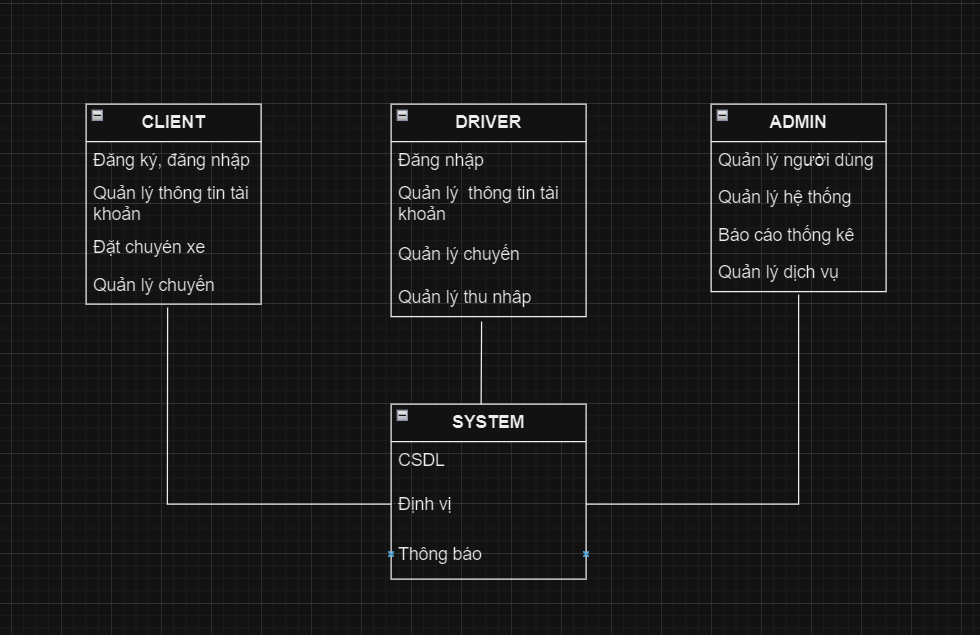 CLIENT
Đăng ký, đăng nhập
Quản lý thông tin tài
khoản
Đặt chuyén xe
Quản lý chuyến
DRIVER
Đăng nhập
Quản lý thông tin tài
khoản
Quản lý chuyến
Quản lý thu nhâp
ADMIN
Quản lý người dùng
Quản lý hệ thống
Báo cáo thống kê
Quản lý dịch vụ
SYSTEM
CSDL
Định vị
Thông báo